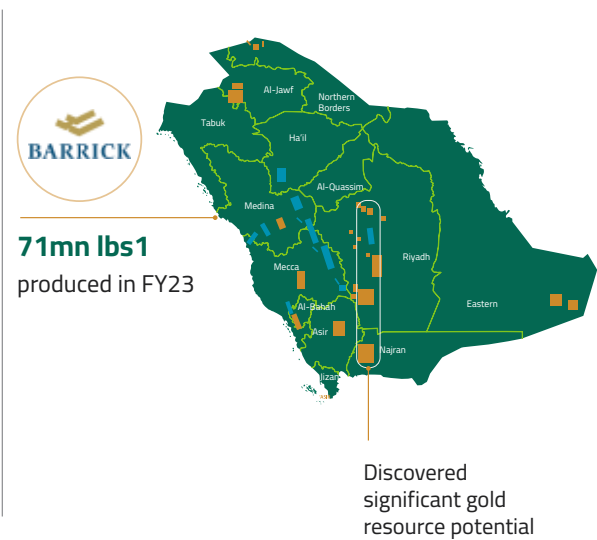 BARRICK
71mn lbs1
produced in FY23
Al-Jawf
Northern
Borders
Tabuk
Ha'il
Al-Quassim
Medina
Riyadh
Mecca
Eastern
Al-Bahah
Asir
Najran
Jizan
Discovered
significant gold
resource potential